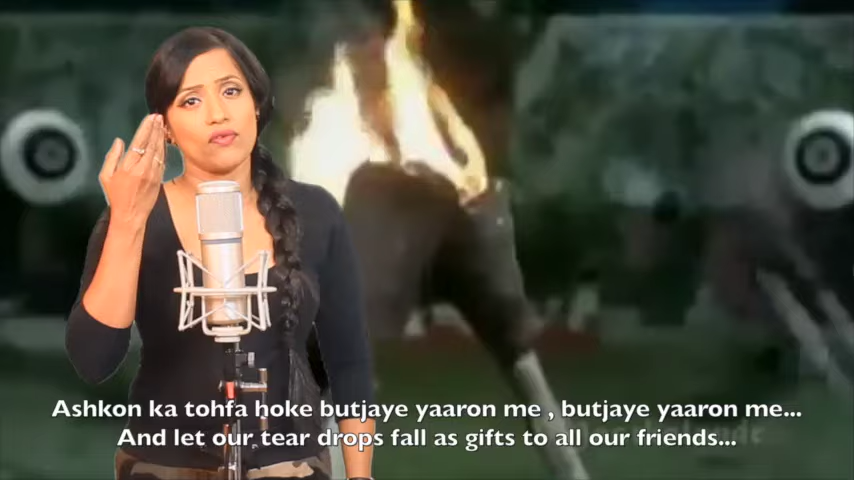 Ashkon ka tohfa hoke butjaye yaaron me , butjaye yaaron me...
And let our tear drops fall as gifts to all our friends...